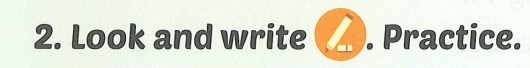 2. Look and write . Practice.